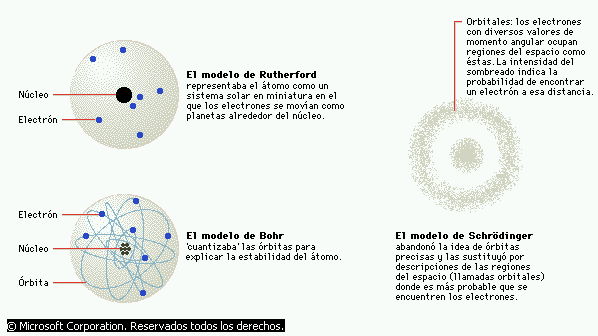 Núcleo
Electrón
El modelo de Rutherford
representaba el átomo como un
sistema solar en miniatura en el
que los electrones se movían como
planetas alrededor del núcleo.
Orbitales: los electrones
con diversos valores de
momento angular ocupan
regiones del espacio como
éstas. La intensidad del
sombreado indica la
probabilidad de encontrar
un electrón a esa distancia.
Electrón
Núcleo
Órbita
El modelo de Bohr
'cuantizaba' las órbitas para
explicar la estabilidad del átomo.
El modelo de Schrödinger
abandonó la idea de órbitas
precisas y las sustituyó por
descripciones de las regiones
del espacio (llamadas orbitales)
donde es más probable que se
encuentren los electrones.
© Microsoft Corporation. Reservados todos los derechos.